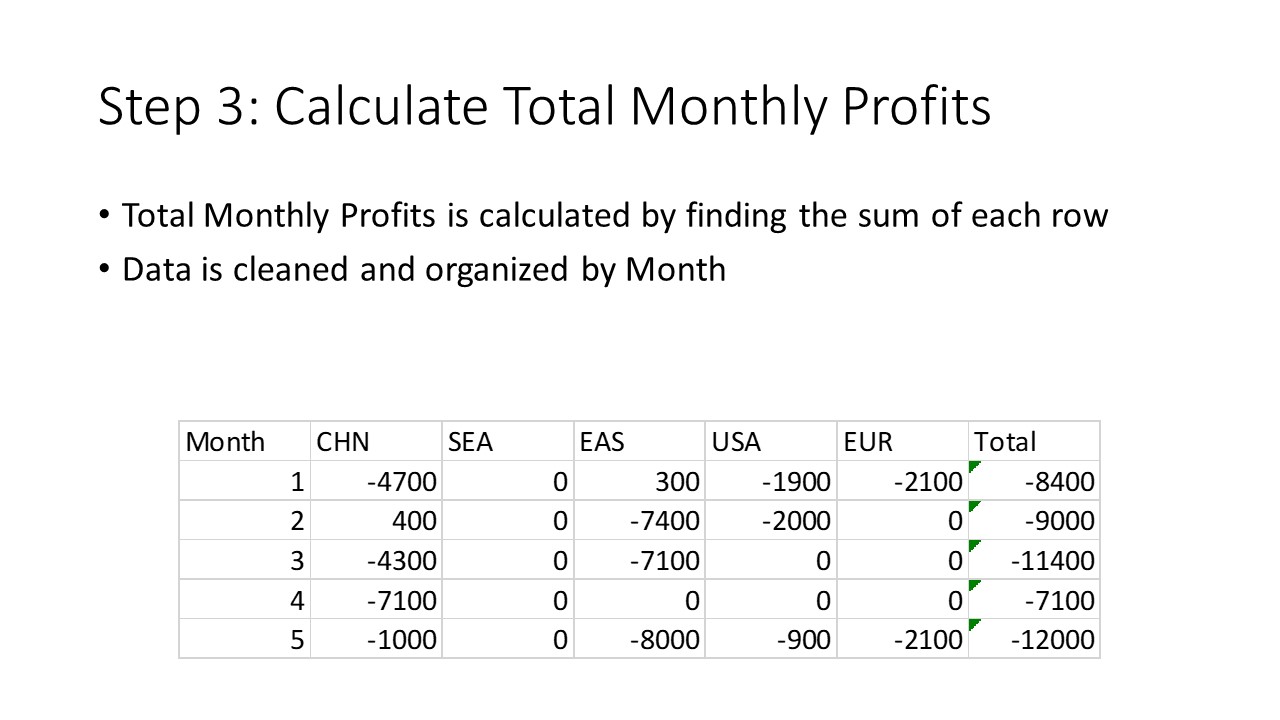 Step 3: Calculate Total Monthly Profits
• Total Monthly Profits is calculated by finding the sum of each row
• Data is cleaned and organized by Month
Month CHN SEA EAS USA EUR Total
1 -4700 0 300 -1900 -2100 -8400
2 400 0 -7400 -2000 0 -9000
3 -4300 0 -7100 0 0 -11400
4 -7100 0 0 0 0 -7100
5 -1000 0 -8000 -900 -2100 -12000